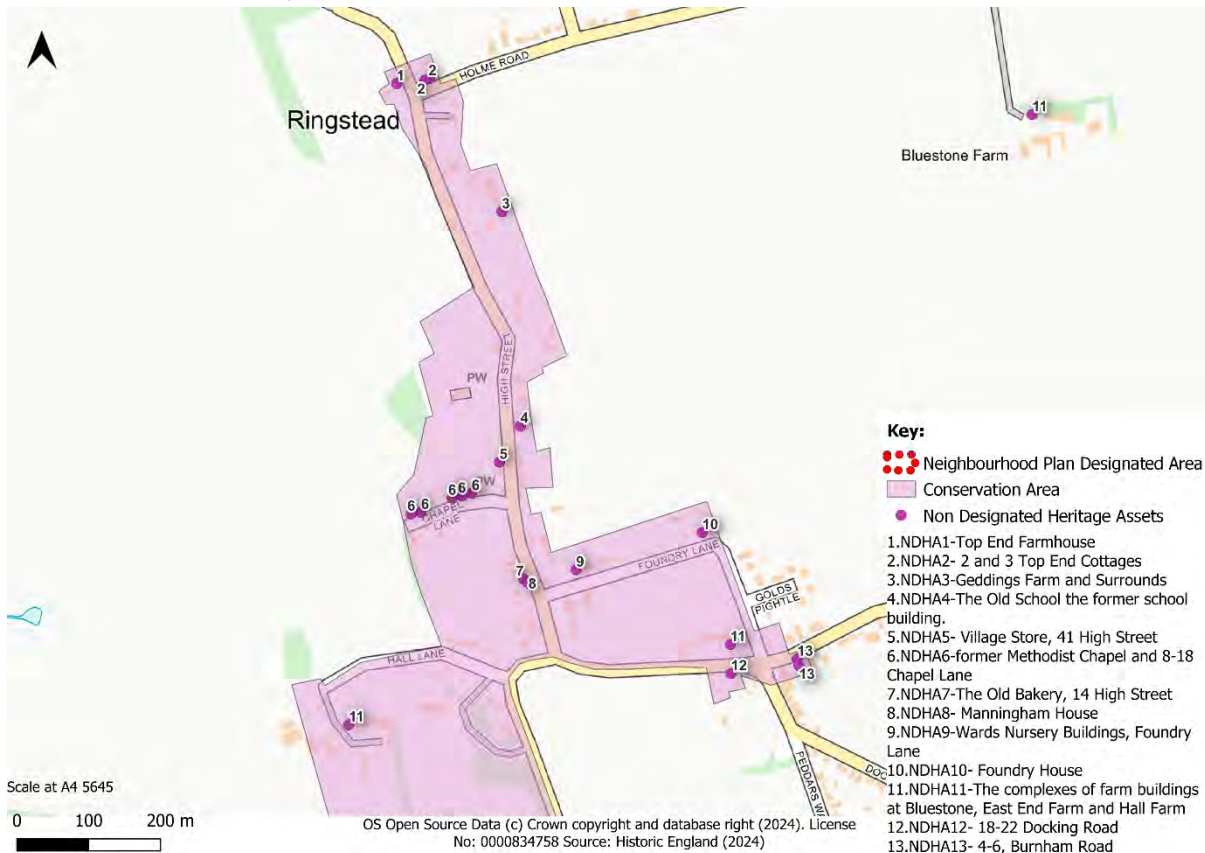 1
2
2
HOLME ROAD
Ringstead
11
Bluestone Farm
3
HIGH STREET
PW
4
5
6 6 6 PW
6 6
CHAPEL
LANE
10
9
FOUNDRY LANE
7
8
GOLDS
PIGHTLE
11
13
12
13
HALL LANE
11
PEDDARS WA
DOC
Key:
Neighbourhood Plan Designated Area
Conservation Area
Non Designated Heritage Assets
1.NDHA1-Top End Farmhouse
2.NDHA2- 2 and 3 Top End Cottages
3.NDHA3-Geddings Farm and Surrounds
4.NDHA4-The Old School the former school
building.
5.NDHA5- Village Store, 41 High Street
6.NDHA6-former Methodist Chapel and 8-18
Chapel Lane
7.NDHA7-The Old Bakery, 14 High Street
8.NDHA8- Manningham House
9.NDHA9-Wards Nursery Buildings, Foundry
Lane
10.NDHA10- Foundry House
11.NDHA11-The complexes of farm buildings
at Bluestone, East End Farm and Hall Farm
12.NDHA12- 18-22 Docking Road
13.NDHA13- 4-6, Burnham Road
Scale at A4 5645
0 100 200 m
OS Open Source Data (c) Crown copyright and database right (2024). License
No: 0000834758 Source: Historic England (2024)